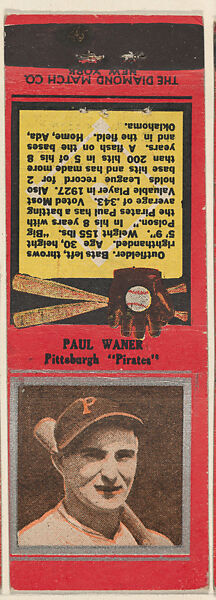 THE DIAMOND MATCH CO.
NEW YORK
Outfielder. Bats left, throws
righthanded. Age 30, height
5' 9". Weight 155 lbs. "Big
Poison." In his 8 years with
the Pirates Paul has a batting
average of .343. Voted Most
Valuable Player in 1927. Also
holds League record for 2
base hits and has made more
than 200 hits in 5 of his 8
years. A flash on the bases
and in the field. Home, Ada,
Oklahoma.
PAUL WANER
Pittsburgh "Pirates"
P